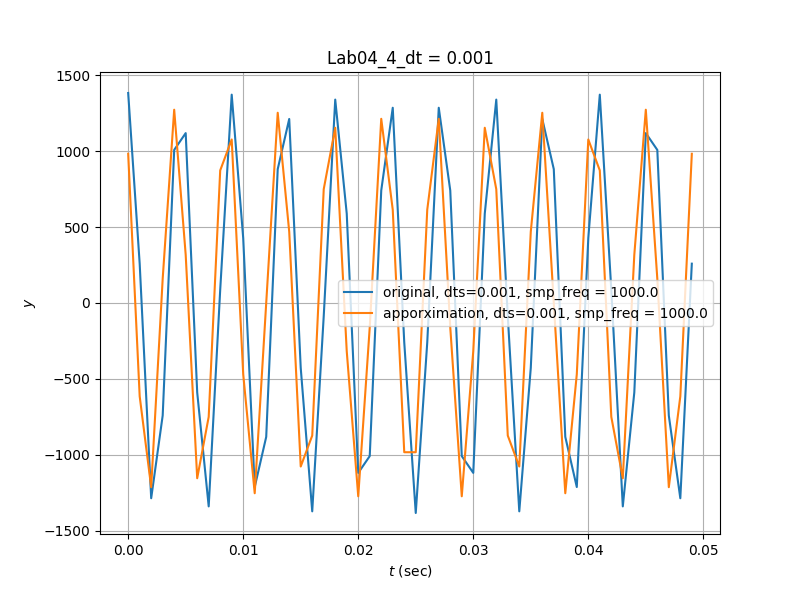 Lab04_4_dt = 0.001
1500
1000
500
0
−500
−1000
−1500
y
original, dts=0.001, smp_freq = 1000.0
apporximation, dts=0.001, smp_freq = 1000.0
0.00 0.01 0.02 0.03 0.04 0.05
t (sec)